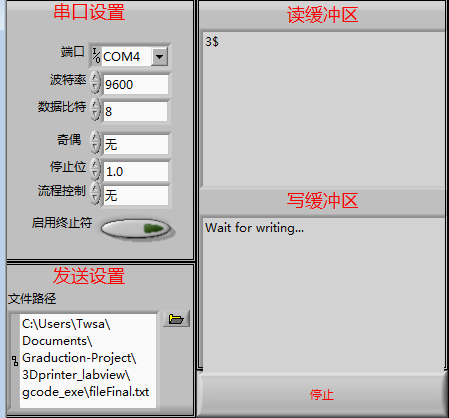 串口设置
端口 COM4
波特率 9600
数据比特 8
奇偶 无
停止位 1.0
流程控制 无
启用终止符
发送设置
文件路径
C:\Users\Twsa\
Documents\
Graduction-Project\
3Dprinter_labview\
gcode_exe\fileFinal.txt
读缓冲区
3$
写缓冲区
Wait for writing...
停止